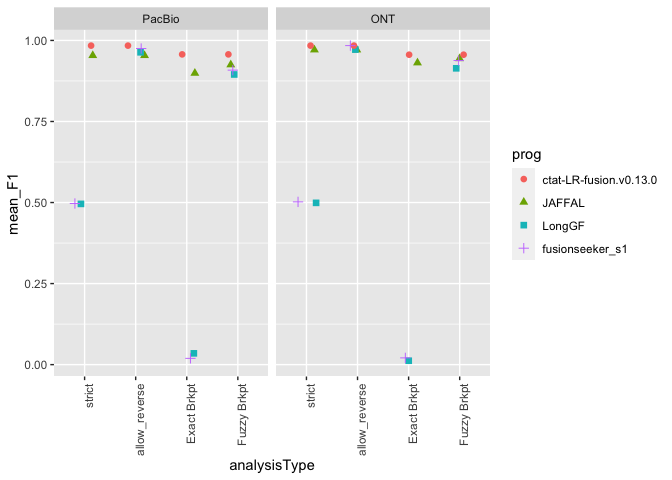 PacBio
ONT
1.00
0.75
0.50
0.25
0.00
mean_F1
strict
allow_reverse
Exact Brkpt
Fuzzy Brkpt
strict
allow_reverse
Exact Brkpt
Fuzzy Brkpt
analysisType
prog
ctat-LR-fusion.v0.13.0
JAFFAL
LongGF
fusionseeker_s1